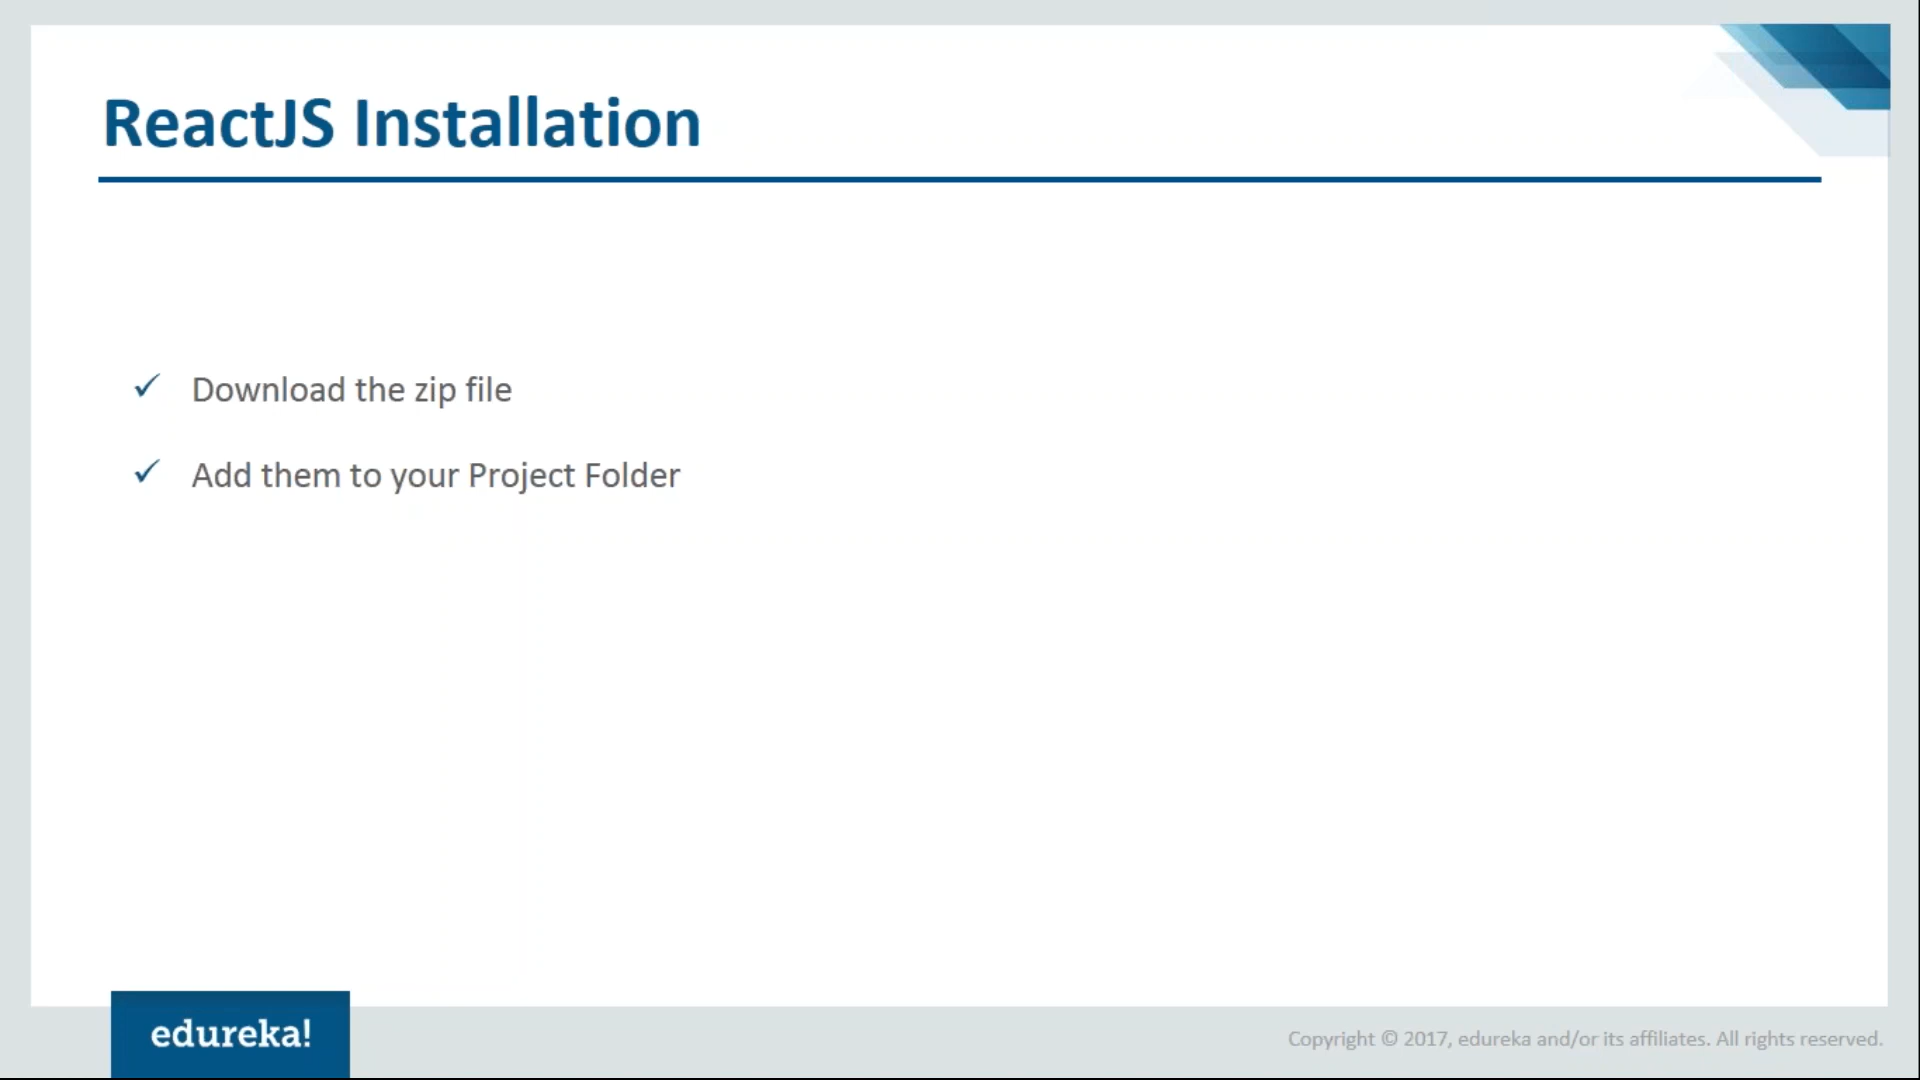 ReactJS Installation
✓ Download the zip file
✓ Add them to your Project Folder
edureka!
Copyright © 2017, edureka and/or its affiliates. All rights reserved.